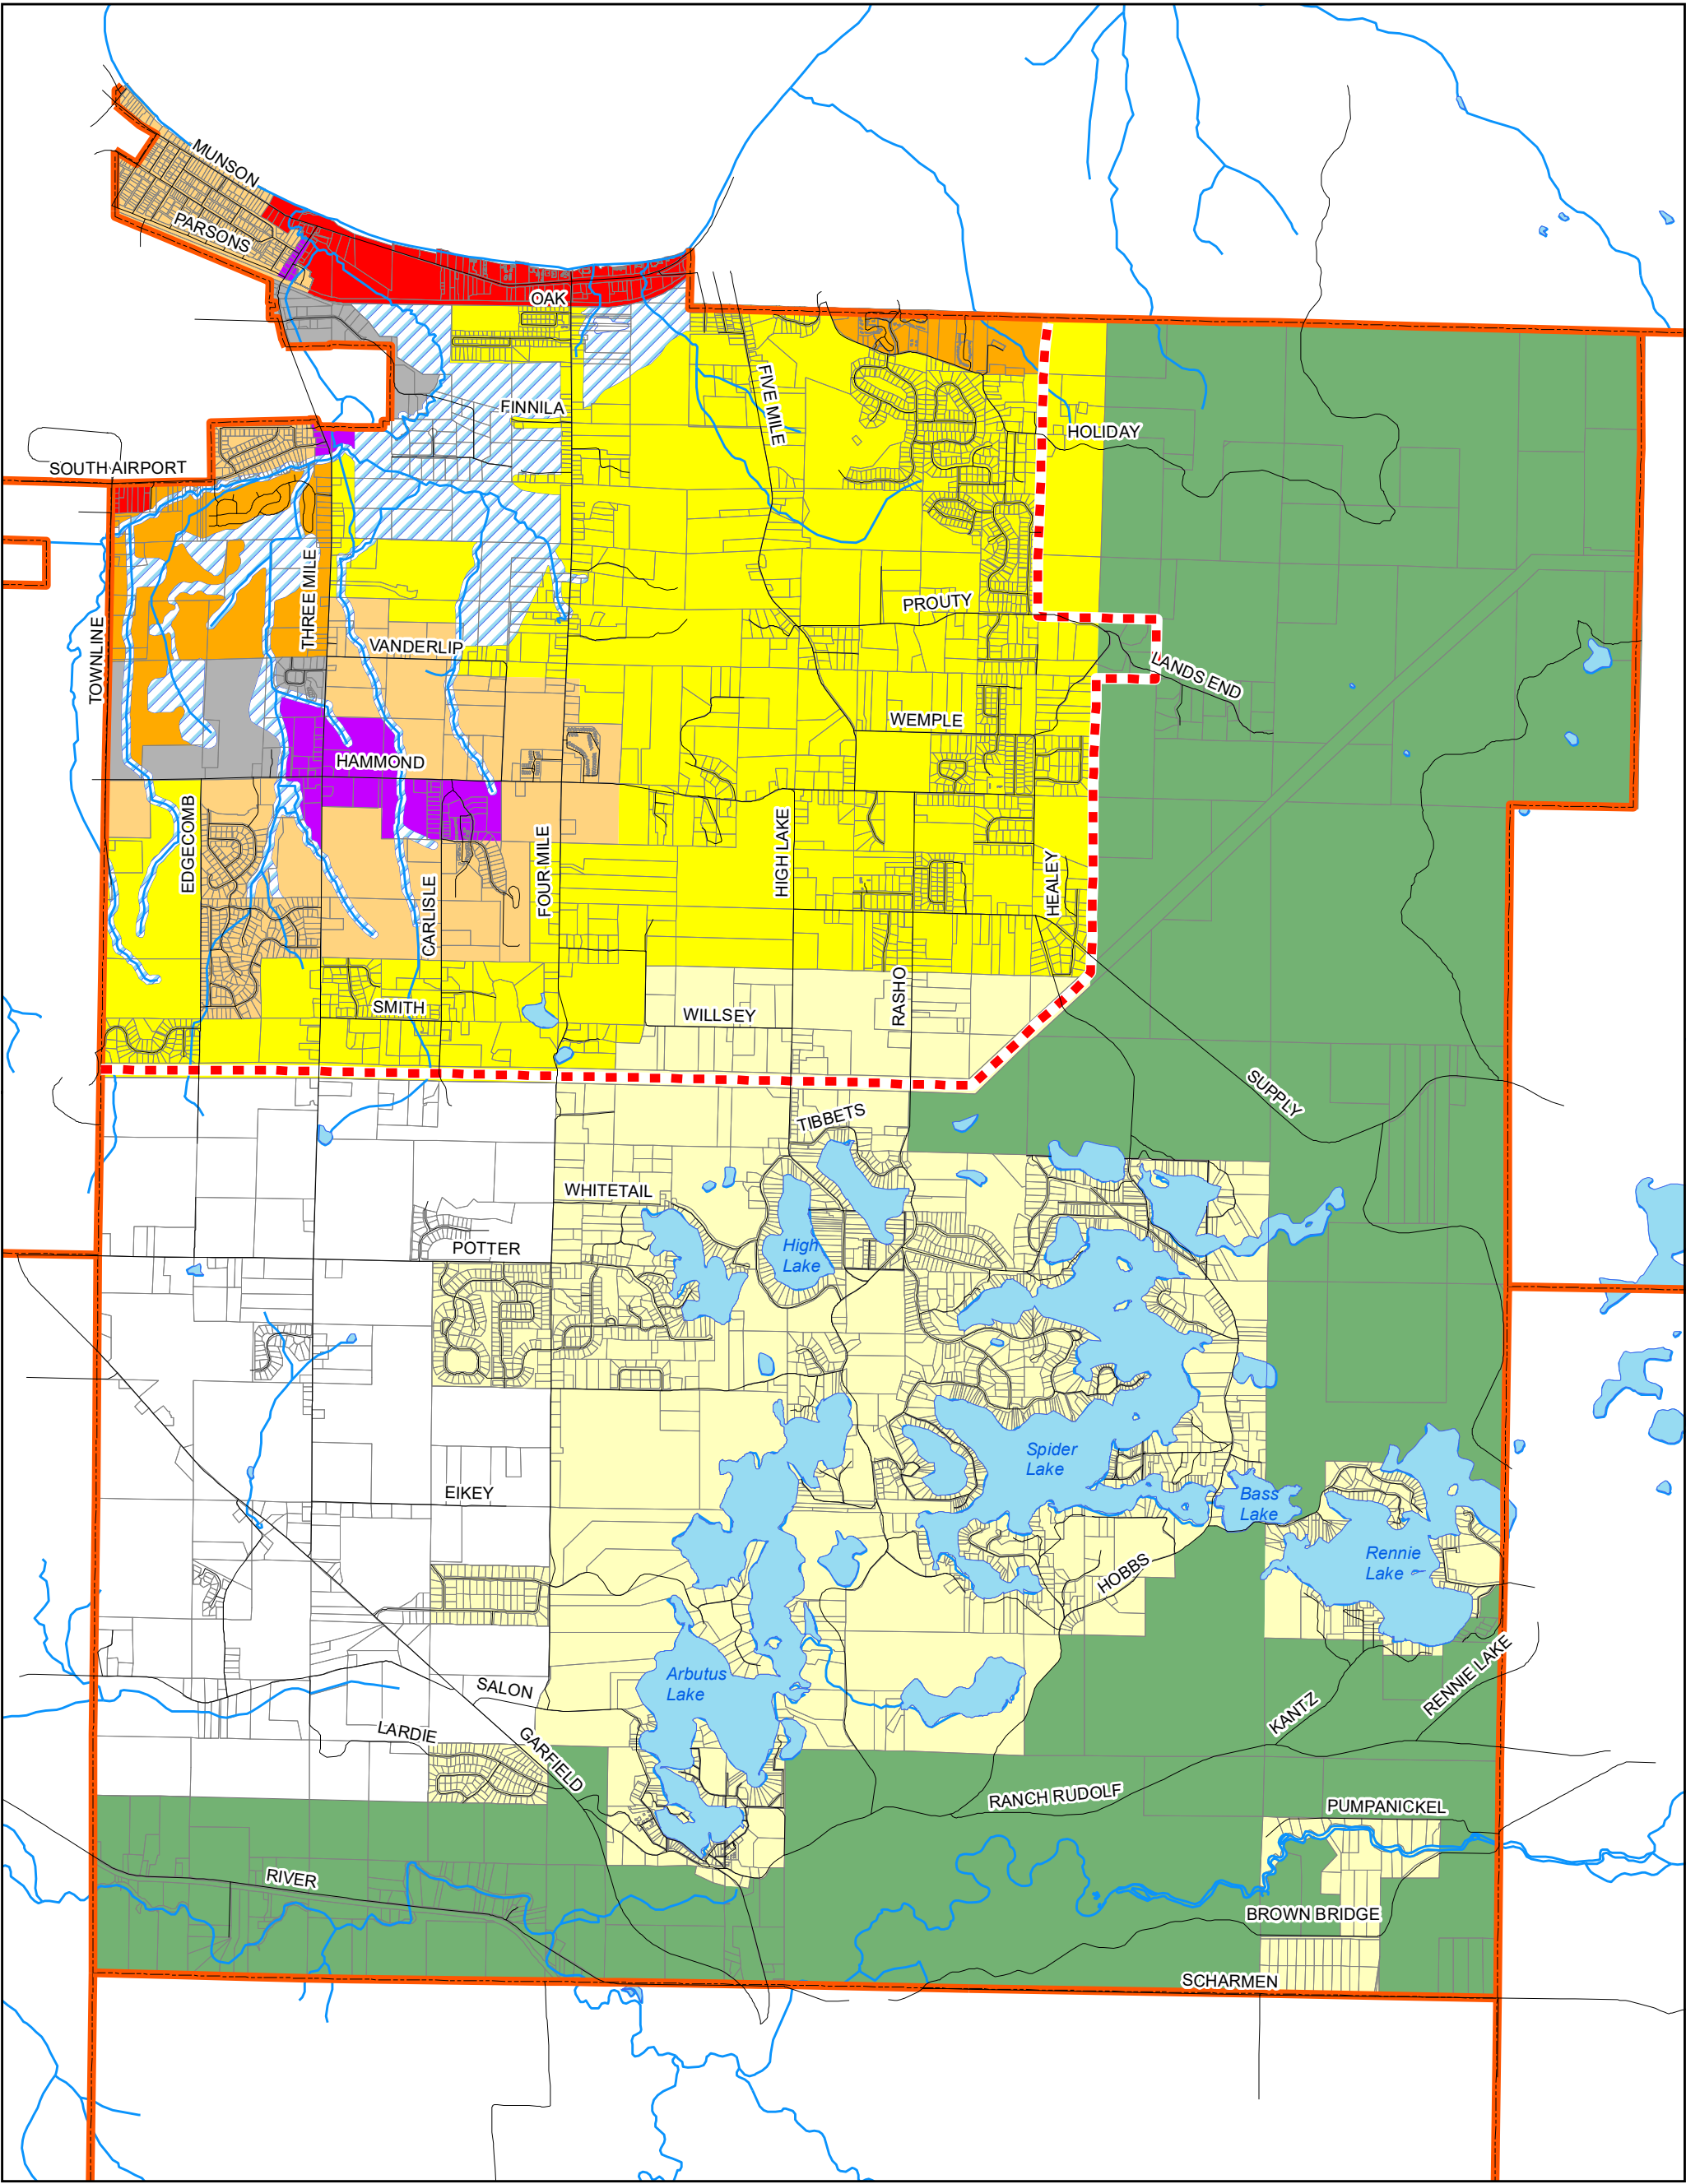 MUNSON
PARSONS
OAK
FIVE MILE
FINNILA
HOLIDAY
SOUTH AIRPORT
THREE MILE
PROUTY
TOWNLINE
VANDERLIP
LANDS END
WEMPLE
HAMMOND
EDGECOMB
FOUR MILE
HIGH LAKE
HEALEY
CARLISLE
RASHO
SMITH
WILLSEY
SUPPLY
TIBBETS
WHITETAIL
POTTER
High
Lake
Spider
Lake
EIKEY
Bass
Lake
Rennie
Lake
HOBBS
Arbutus
Lake
SALON
RENNIE LAKE
KANTZ
LARDIE
GARFIELD
RANCH RUDOLF
PUMPANICKEL
RIVER
BROWN BRIDGE
SCHARMEN